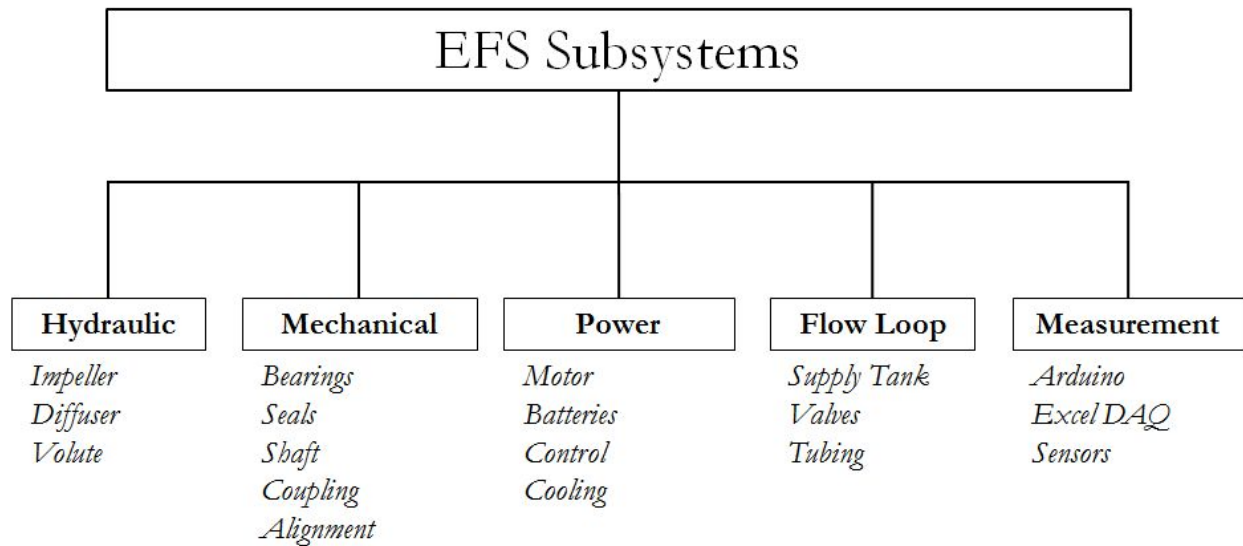 EFS Subsystems
Hydraulic
Impeller
Diffuser
Volute
Mechanical
Bearings
Seals
Shaft
Coupling
Alignment
Power
Motor
Batteries
Control
Cooling
Flow Loop
Supply Tank
Valves
Tubing
Measurement
Arduino
Excel DAQ
Sensors